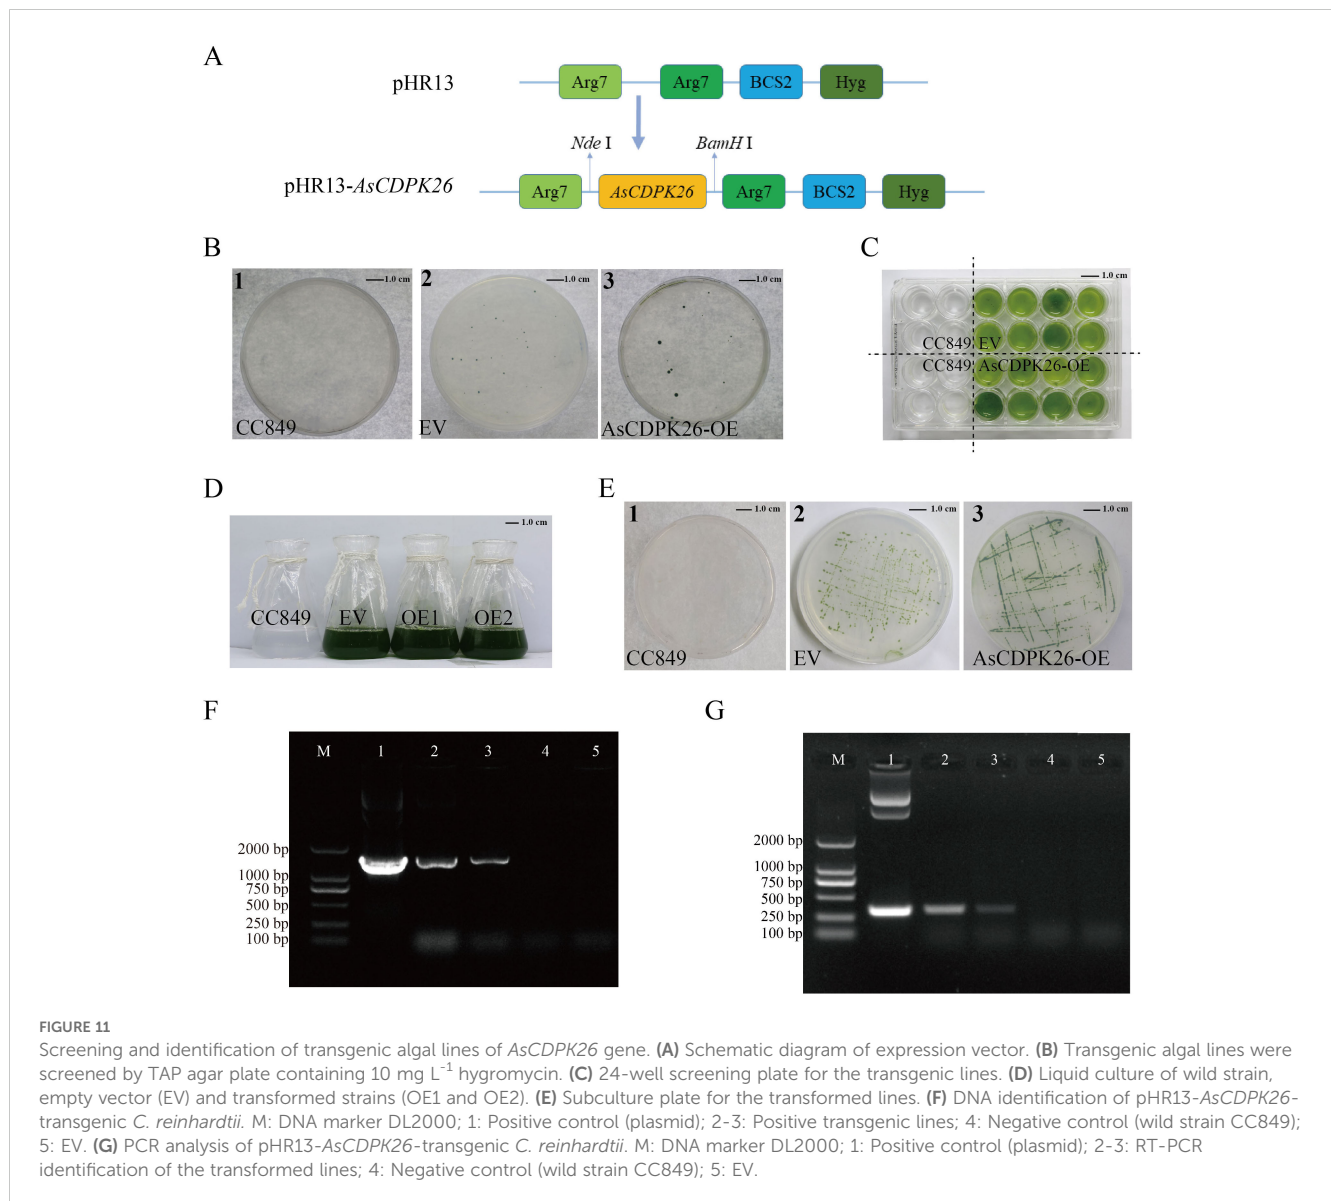 A
pHR13
Arg7 Arg7 BCS2 Hyg
Nde I BamH I
pHR13-AsCDPK26
Arg7 AsCDPK26 Arg7 BCS2 Hyg
B
1 1.0 cm
CC849
2 1.0 cm
EV
3 1.0 cm
AsCDPK26-OE
C
1.0 cm
CC849 EV
CC849 AsCDPK26-OE
D
1.0 cm
CC849 EV OE1 OE2
E
1 1.0 cm
CC849
2 1.0 cm
EV
3 1.0 cm
AsCDPK26-OE
F
M 1 2 3 4 5
2000 bp
1000 bp
750 bp
500 bp
250 bp
100 bp
G
M 1 2 3 4 5
2000 bp
1000 bp
750 bp
500 bp
250 bp
100 bp
FIGURE 11
Screening and identification of transgenic algal lines of AsCDPK26 gene. (A) Schematic diagram of expression vector. (B) Transgenic algal lines were
screened by TAP agar plate containing 10 mg L-1 hygromycin. (C) 24-well screening plate for the transgenic lines. (D) Liquid culture of wild strain,
empty vector (EV) and transformed strains (OE1 and OE2). (E) Subculture plate for the transformed lines. (F) DNA identification of pHR13-AsCDPK26-
transgenic C. reinhardtii. M: DNA marker DL2000; 1: Positive control (plasmid); 2-3: Positive transgenic lines; 4: Negative control (wild strain CC849);
5: EV. (G) PCR analysis of pHR13-AsCDPK26-transgenic C. reinhardtii. M: DNA marker DL2000; 1: Positive control (plasmid); 2-3: RT-PCR
identification of the transformed lines; 4: Negative control (wild strain CC849); 5: EV.